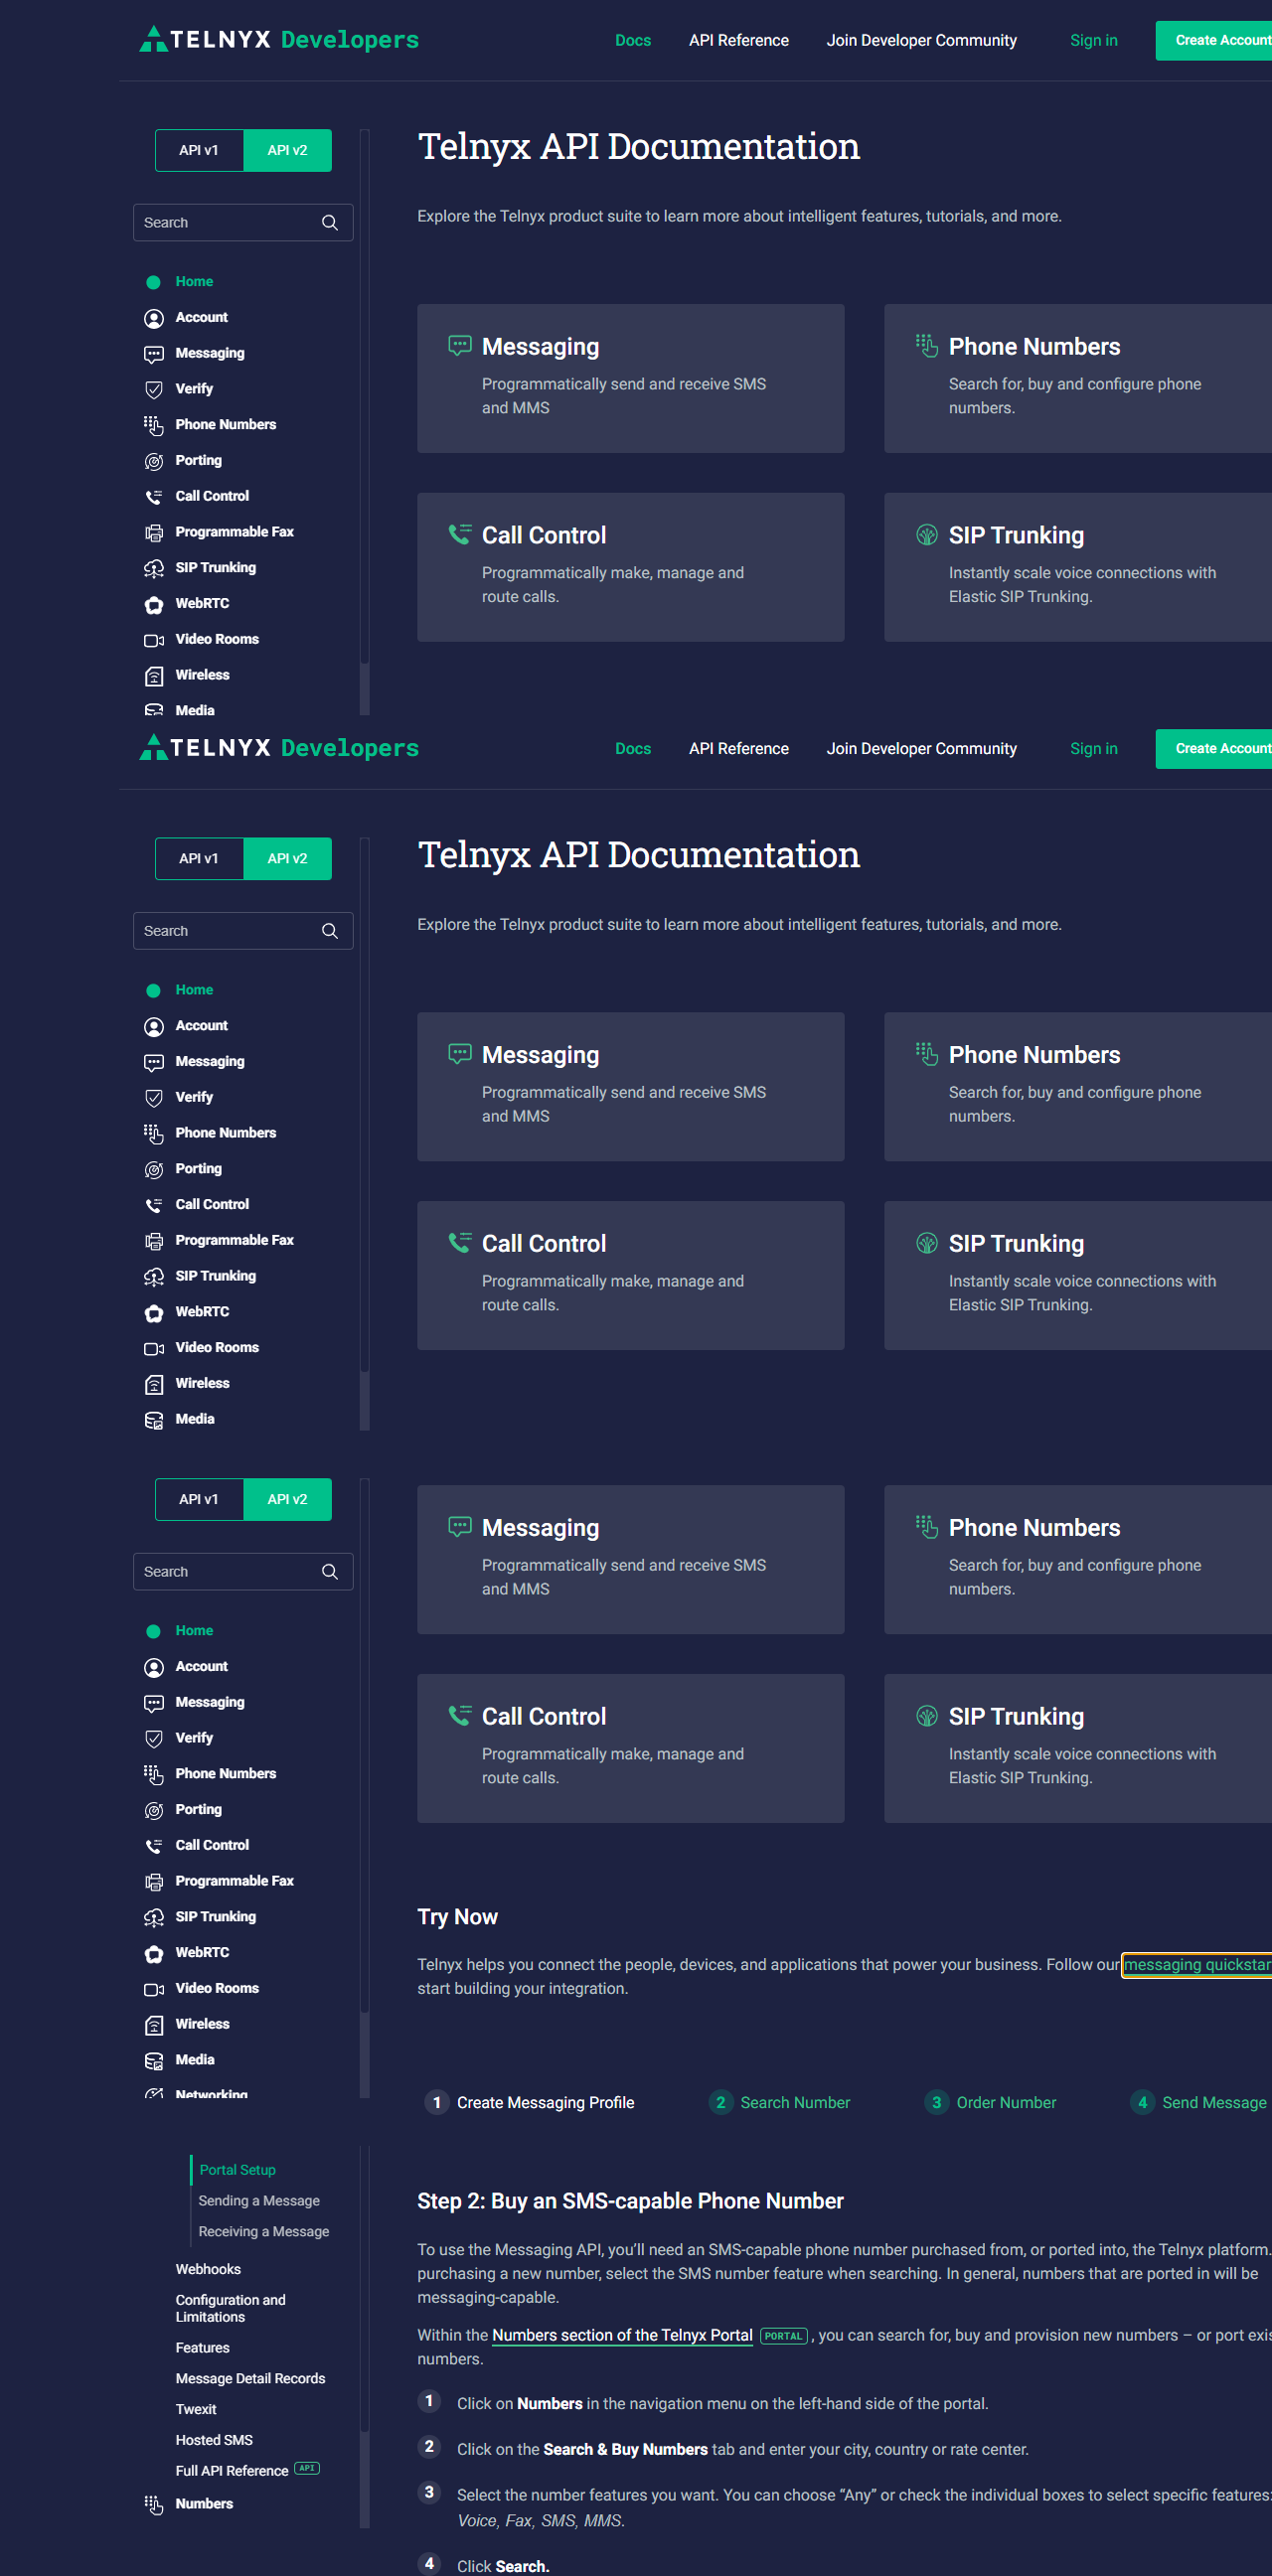 TELNYX Developers
Docs
API Reference
Join Developer Community
Sign in
Create Account
API v1
API v2
Search
Home
Account
Messaging
Verify
Phone Numbers
Porting
Call Control
Programmable Fax
SIP Trunking
WebRTC
Video Rooms
Wireless
Media
Telnyx API Documentation
Explore the Telnyx product suite to learn more about intelligent features, tutorials, and more.
Messaging
Programmatically send and receive SMS
and MMS
Phone Numbers
Search for, buy and configure phone
numbers.
Call Control
Programmatically make, manage and
route calls.
SIP Trunking
Instantly scale voice connections with
Elastic SIP Trunking.
TELNYX Developers
Docs
API Reference
Join Developer Community
Sign in
Create Account
API v1
API v2
Search
Home
Account
Messaging
Verify
Phone Numbers
Porting
Call Control
Programmable Fax
SIP Trunking
WebRTC
Video Rooms
Wireless
Media
Telnyx API Documentation
Explore the Telnyx product suite to learn more about intelligent features, tutorials, and more.
Messaging
Programmatically send and receive SMS
and MMS
Phone Numbers
Search for, buy and configure phone
numbers.
Call Control
Programmatically make, manage and
route calls.
SIP Trunking
Instantly scale voice connections with
Elastic SIP Trunking.
API v1
API v2
Search
Home
Account
Messaging
Verify
Phone Numbers
Porting
Call Control
Programmable Fax
SIP Trunking
WebRTC
Video Rooms
Wireless
Media
Networking
Messaging
Programmatically send and receive SMS
and MMS
Phone Numbers
Search for, buy and configure phone
numbers.
Call Control
Programmatically make, manage and
route calls.
SIP Trunking
Instantly scale voice connections with
Elastic SIP Trunking.
Try Now
Telnyx helps you connect the people, devices, and applications that power your business. Follow our messaging quickstar
start building your integration.
1 Create Messaging Profile
2 Search Number
3 Order Number
4 Send Message
Portal Setup
Sending a Message
Receiving a Message
Webhooks
Configuration and
Limitations
Features
Message Detail Records
Twexit
Hosted SMS
Full API Reference API
Numbers
Step 2: Buy an SMS-capable Phone Number
To use the Messaging API, you’ll need an SMS-capable phone number purchased from, or ported into, the Telnyx platform.
purchasing a new number, select the SMS number feature when searching. In general, numbers that are ported in will be
messaging-capable.
Within the Numbers section of the Telnyx Portal PORTAL , you can search for, buy and provision new numbers – or port exis
numbers.
1 Click on Numbers in the navigation menu on the left-hand side of the portal.
2 Click on the Search & Buy Numbers tab and enter your city, country or rate center.
3 Select the number features you want. You can choose “Any” or check the individual boxes to select specific features:
Voice, Fax, SMS, MMS.
4 Click Search.